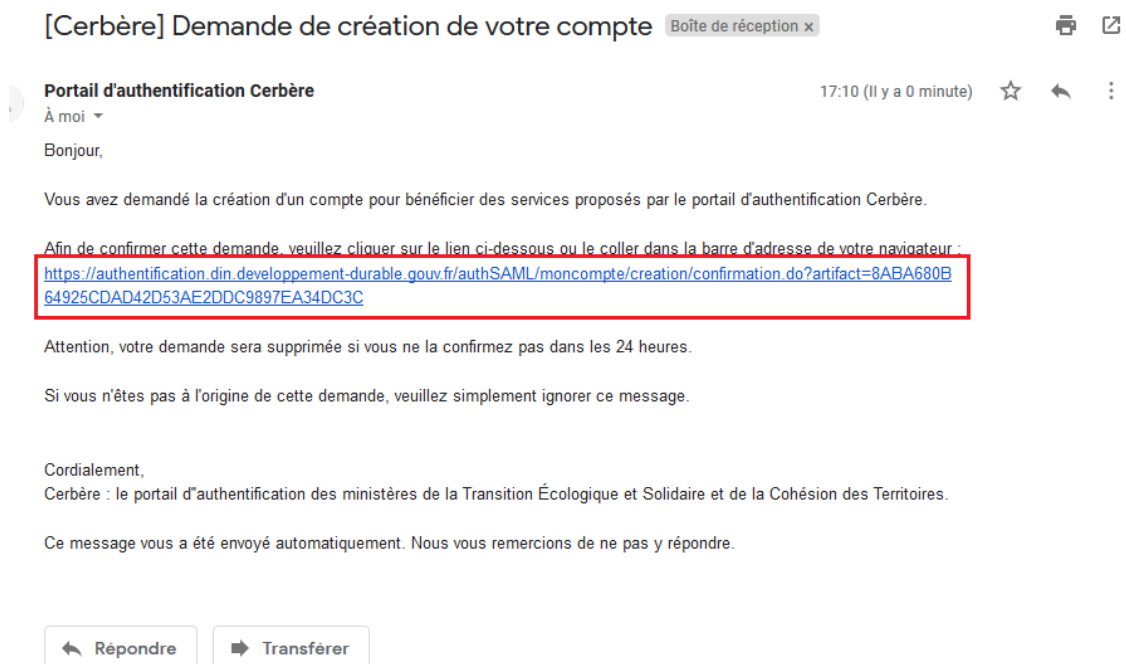 [Cerbère] Demande de création de votre compte Boîte de réception x
Portail d'authentification Cerbère 17:10 (Il y a 0 minute)
À moi
Bonjour,
Vous avez demandé la création d'un compte pour bénéficier des services proposés par le portail d'authentification Cerbère.
Afin de confirmer cette demande, veuillez cliquer sur le lien ci-dessous ou le coller dans la barre d'adresse de votre navigateur :
https://authentification.din.developpement-durable.gouv.fr/authSAML/moncompte/creation/confirmation.do?artifact=8ABA680B
64925CDAD42D53AE2DDC9897EA34DC3C
Attention, votre demande sera supprimée si vous ne la confirmez pas dans les 24 heures.
Si vous n'êtes pas à l'origine de cette demande, veuillez simplement ignorer ce message.
Cordialement,
Cerbère : le portail d"authentification des ministères de la Transition Écologique et Solidaire et de la Cohésion des Territoires.
Ce message vous a été envoyé automatiquement. Nous vous remercions de ne pas y répondre.
Répondre Transférer